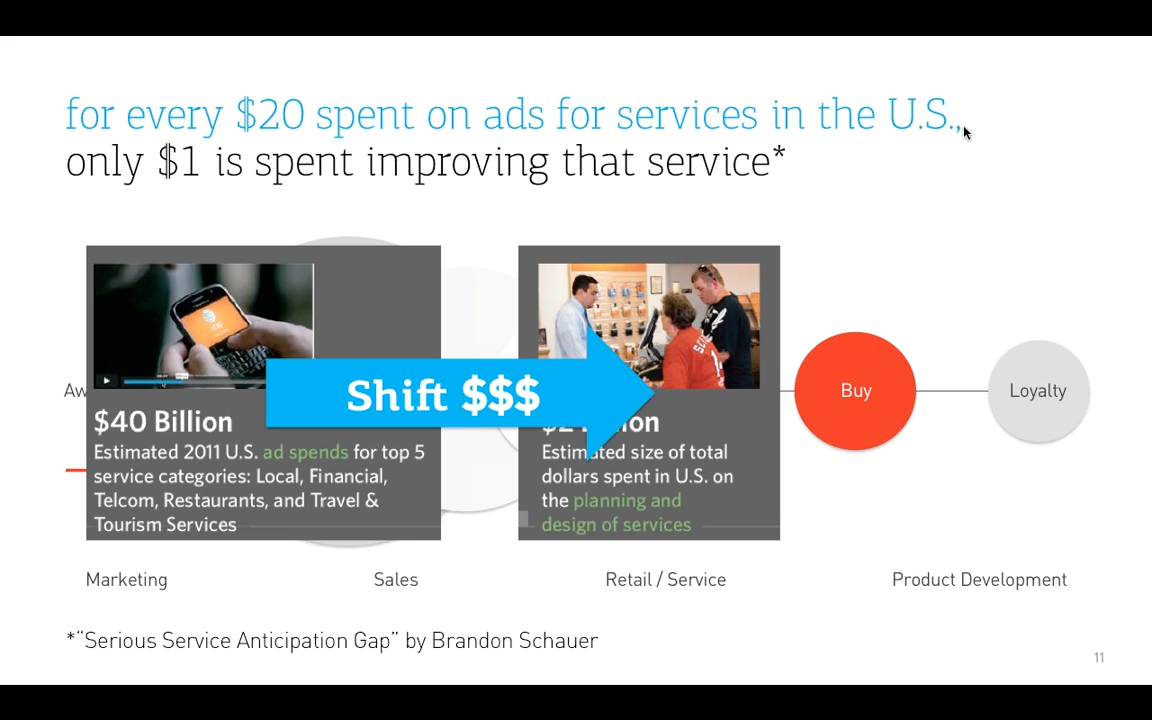 for every $20 spent on ads for services in the U.S.,
only $1 is spent improving that service*
Shift $$$
$40 Billion
Estimated 2011 U.S. ad spends for top 5
service categories: Local, Financial,
Telcom, Restaurants, and Travel &
Tourism Services
Estimated size of total
dollars spent in U.S. on
the planning and
design of services
Buy
Loyalty
Marketing
Sales
Retail / Service
Product Development
*“Serious Service Anticipation Gap” by Brandon Schauer
11